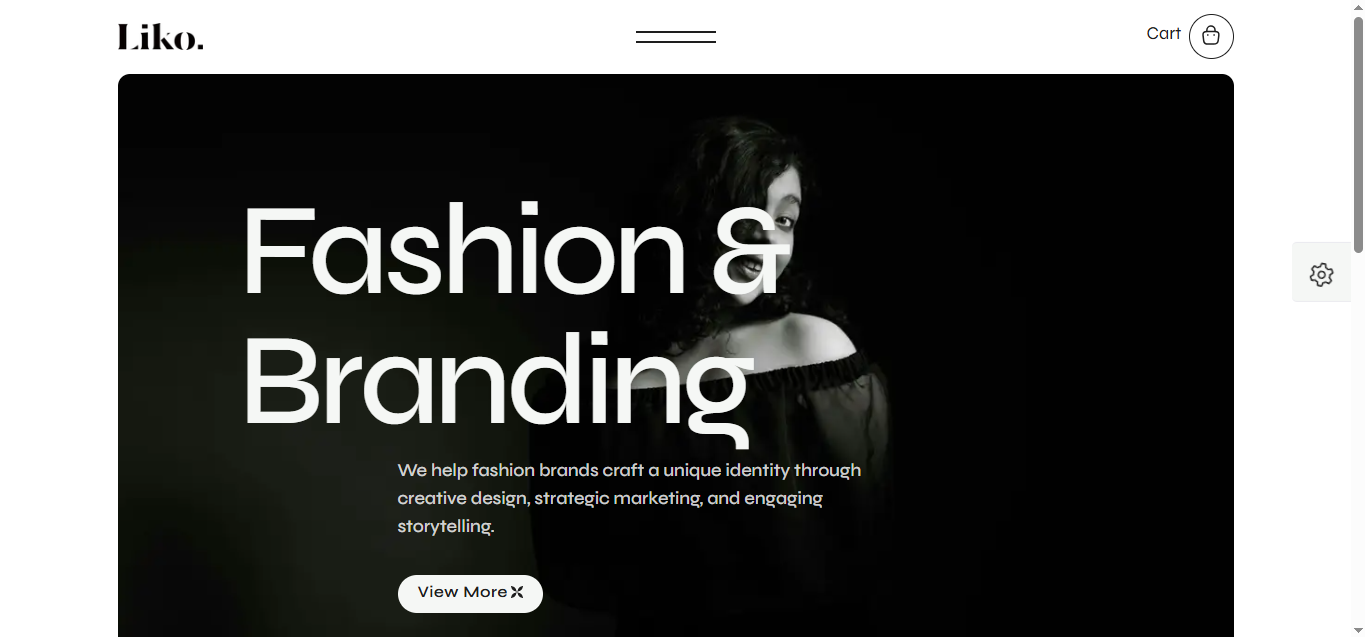 Liko.
Cart
Fashion &
Branding
We help fashion brands craft a unique identity through
creative design, strategic marketing, and engaging
storytelling.
View More